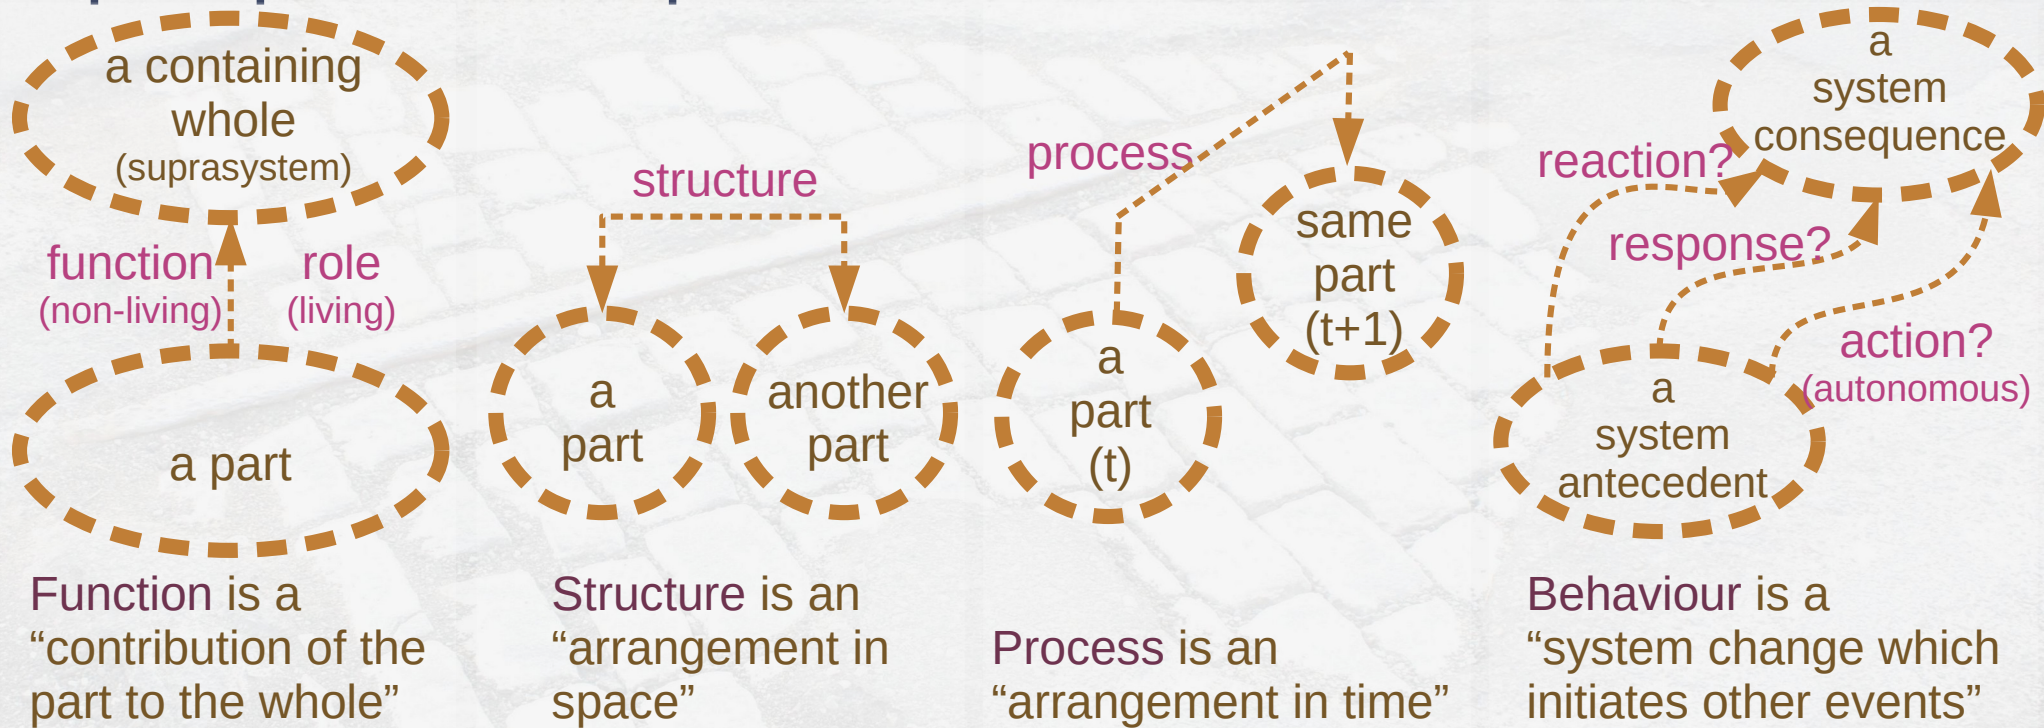 a containing
whole
(suprasystem)
function
(non-living)
role
(living)
a part
Function is a
“contribution of the
part to the whole”
structure
a
part
another
part
Structure is an
“arrangement in
space”
process
a
part
(t)
same
part
(t+1)
Process is an
“arrangement in time”
a
system
consequence
reaction?
response?
action?
(autonomous)
a
system
antecedent
Behaviour is a
“system change which
initiates other events”